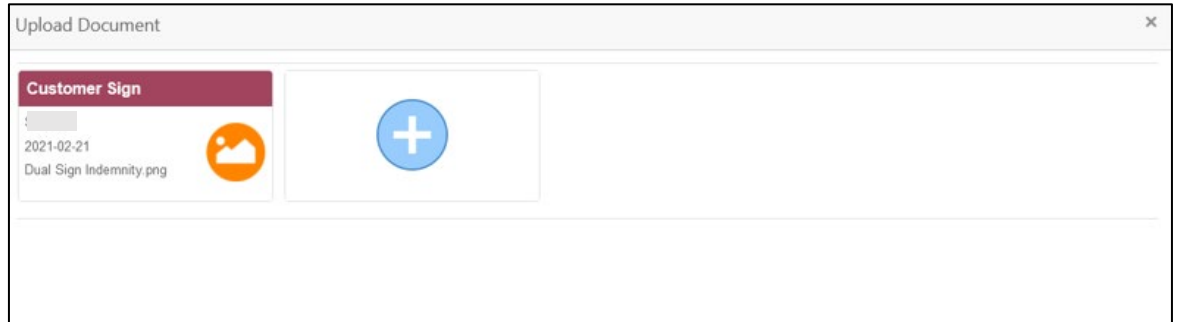 Upload Document
×
Customer Sign
2021-02-21
Dual Sign Indemnity.png